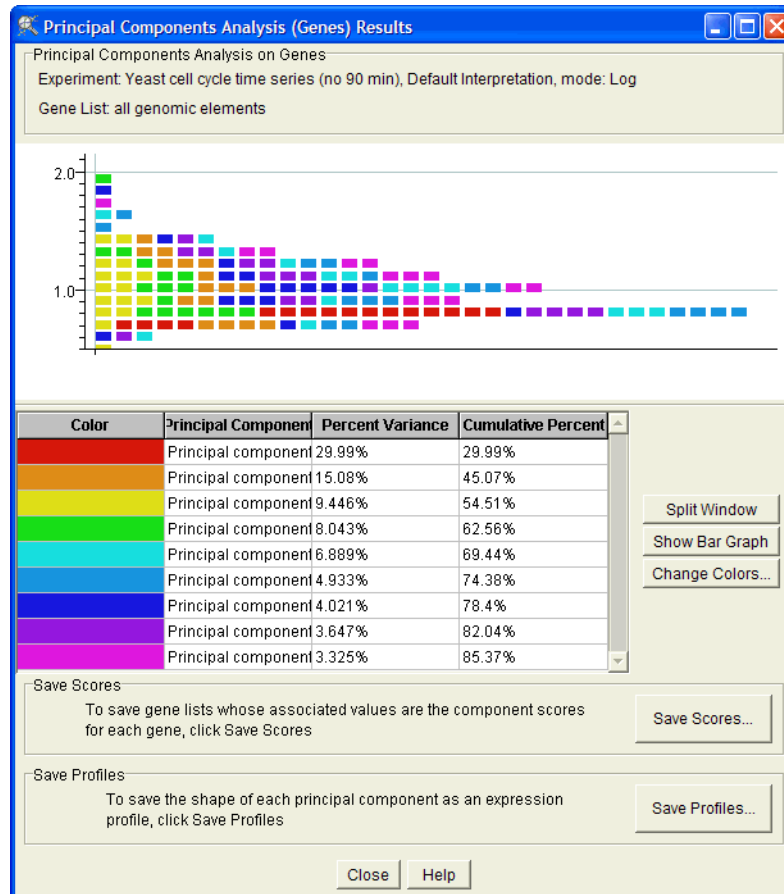 Principal Components Analysis (Genes) Results
Principal Components Analysis on Genes
Experiment: Yeast cell cycle time series (no 90 min), Default Interpretation, mode: Log
Gene List: all genomic elements
2.0
1.0
Color Principal Component Percent Variance Cumulative Percent
Principal component 29.99% 29.99%
Principal component 15.08% 45.07%
Principal component 9.446% 54.51%
Principal component 8.043% 62.56%
Principal component 6.889% 69.44%
Principal component 4.933% 74.38%
Principal component 4.021% 78.4%
Principal component 3.647% 82.04%
Principal component 3.325% 85.37%
Split Window
Show Bar Graph
Change Colors...
Save Scores
To save gene lists whose associated values are the component scores
for each gene, click Save Scores
Save Scores...
Save Profiles
To save the shape of each principal component as an expression
profile, click Save Profiles
Save Profiles...
Close Help